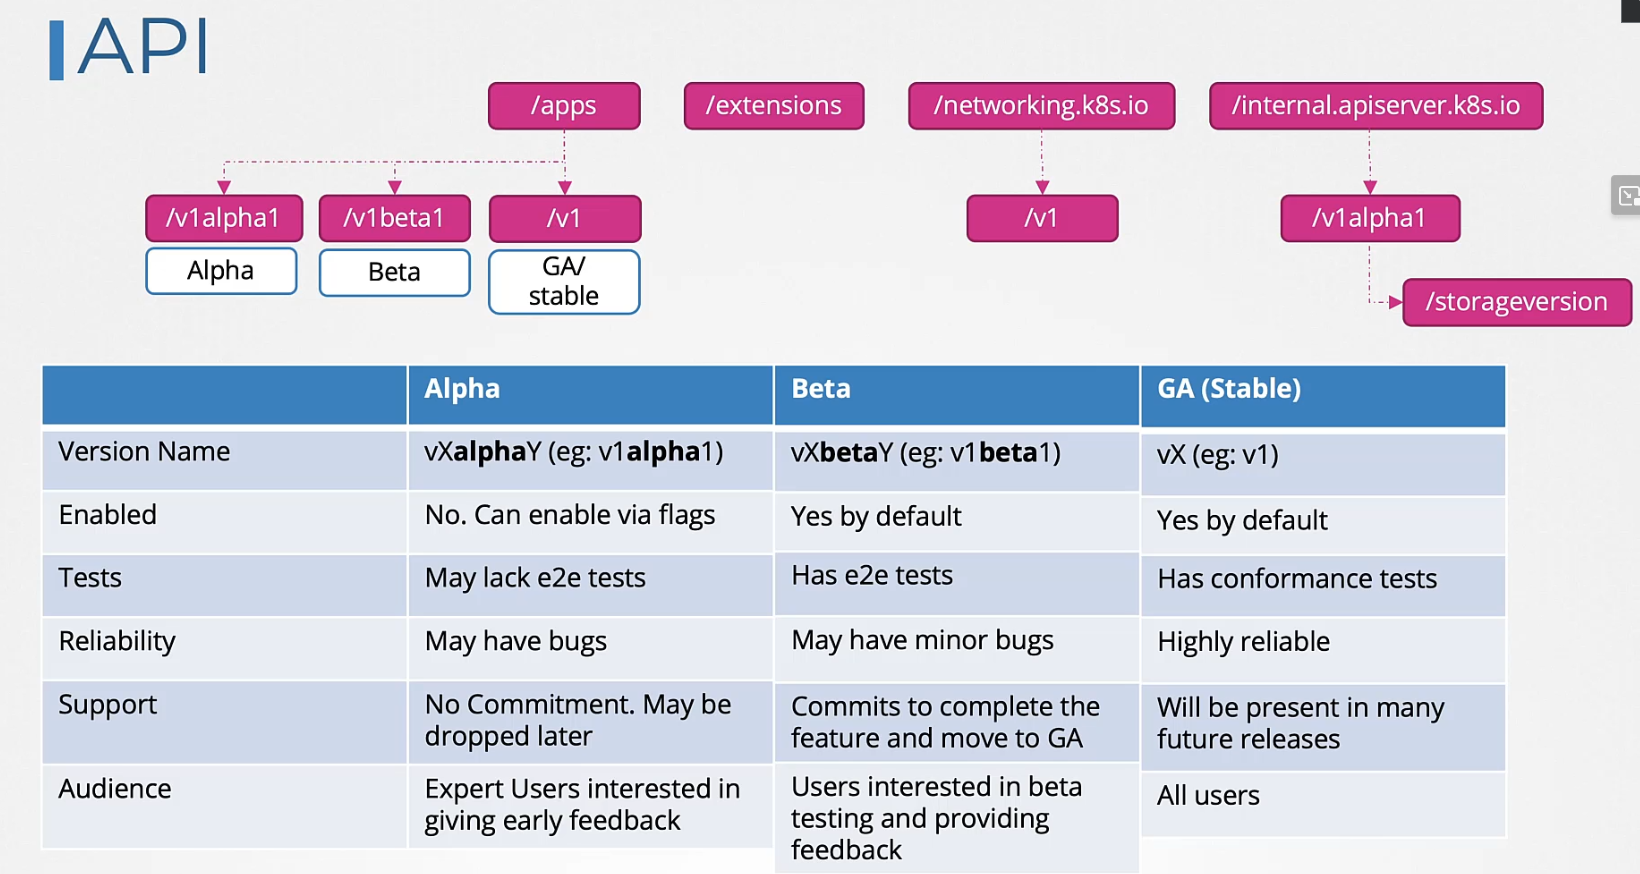 API
/apps
/extensions
/networking.k8s.io
/internal.apiserver.k8s.io
/v1alpha1
/v1beta1
/v1
/v1
/v1alpha1
Alpha
Beta
GA/
stable
/storageversion
Alpha
Beta
GA (Stable)
Version Name
vXalphaY (eg: v1alpha1)
vXbetaY (eg: v1beta1)
vX (eg: v1)
Enabled
No. Can enable via flags
Yes by default
Yes by default
Tests
May lack e2e tests
Has e2e tests
Has conformance tests
Reliability
May have bugs
May have minor bugs
Highly reliable
Support
No Commitment. May be
dropped later
Commits to complete the
feature and move to GA
Will be present in many
future releases
Audience
Expert Users interested in
giving early feedback
Users interested in beta
testing and providing
feedback
All users